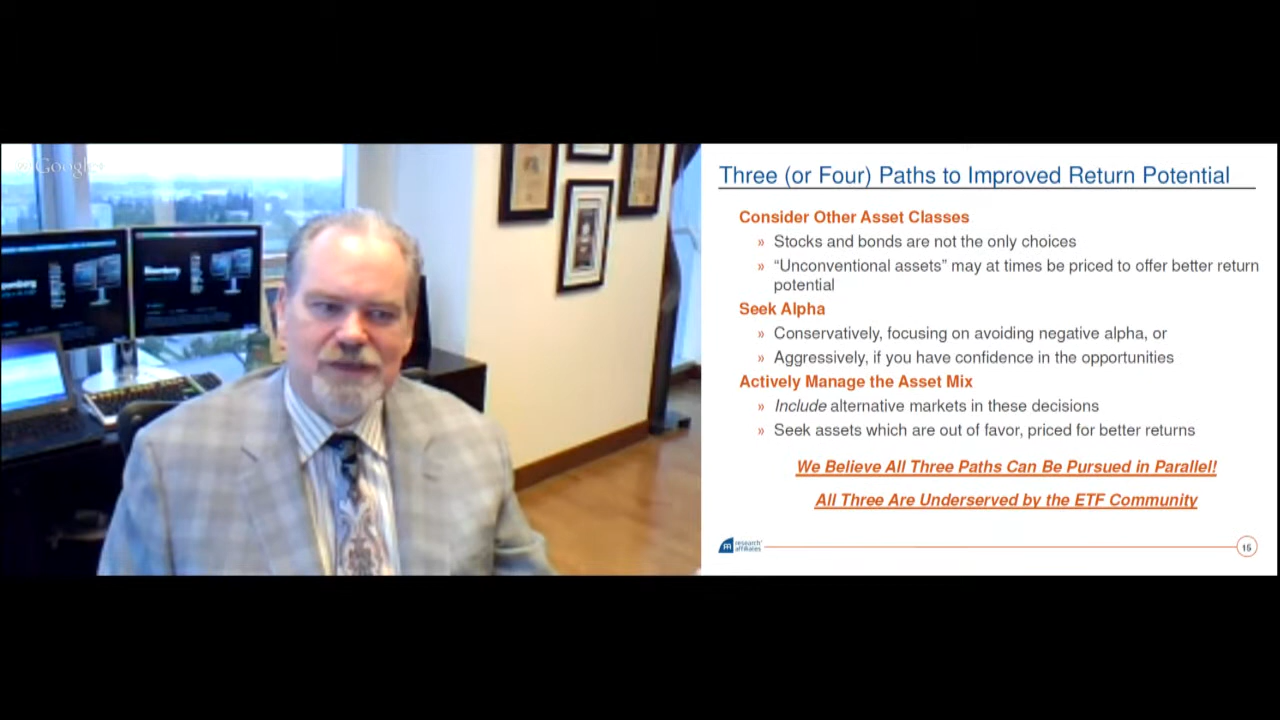 Google+
Bloomberg
Three (or Four) Paths to Improved Return Potential
Consider Other Asset Classes
» Stocks and bonds are not the only choices
» “Unconventional assets” may at times be priced to offer better return
potential
Seek Alpha
» Conservatively, focusing on avoiding negative alpha, or
» Aggressively, if you have confidence in the opportunities
Actively Manage the Asset Mix
» Include alternative markets in these decisions
» Seek assets which are out of favor, priced for better returns
We Believe All Three Paths Can Be Pursued in Parallel!
All Three Are Underserved by the ETF Community
research
affiliates
15